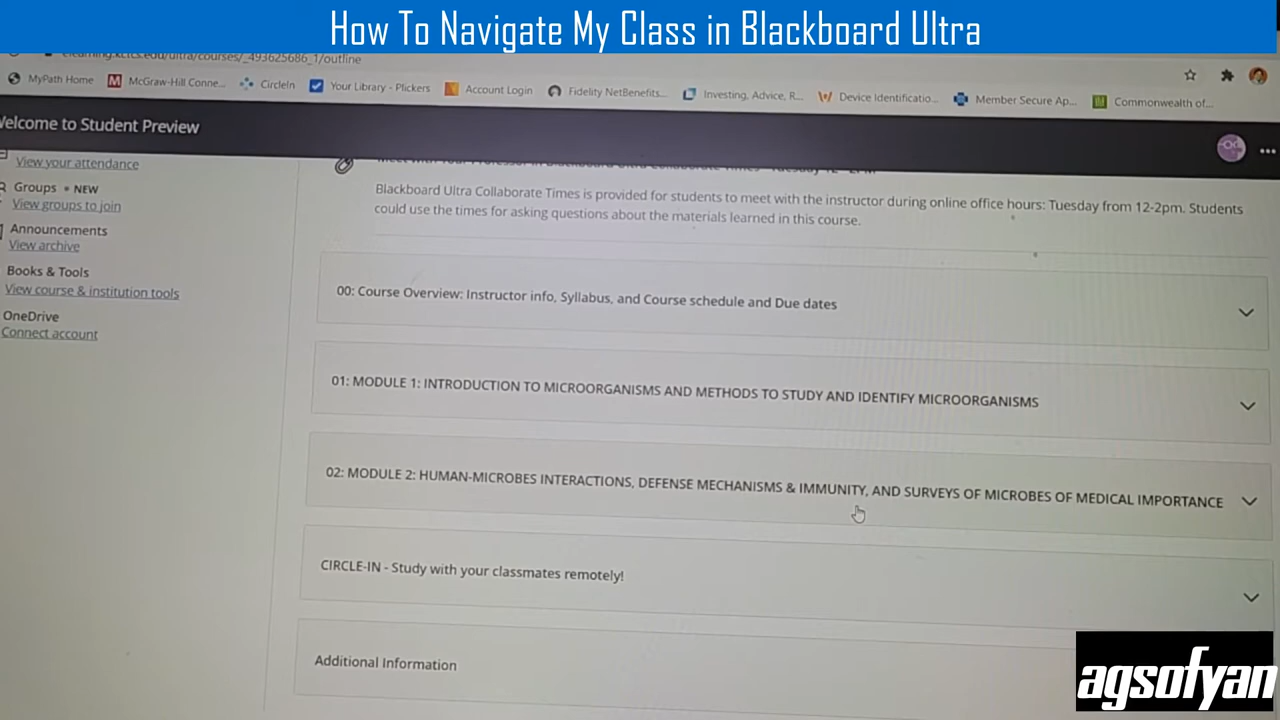 How To Navigate My Class in Blackboard Ultra
elearning.kctcs.edu/ultra/courses/_493625686_1/outline
MyPath Home McGraw-Hill Conne... CircleIn Your Library - Plickers Account Login Fidelity NetBenefits... Investing, Advice, R... Device Identificatio... Member Secure Ap... Commonwealth of...
Welcome to Student Preview
View your attendance
Groups • NEW
View groups to join
Announcements
View archive
Books & Tools
View course & institution tools
OneDrive
Connect account
Blackboard Ultra Collaborate Times is provided for students to meet with the instructor during online office hours: Tuesday from 12-2pm. Students
could use the times for asking questions about the materials learned in this course.
00: Course Overview: Instructor info, Syllabus, and Course schedule and Due dates
01: MODULE 1: INTRODUCTION TO MICROORGANISMS AND METHODS TO STUDY AND IDENTIFY MICROORGANISMS
02: MODULE 2: HUMAN-MICROBES INTERACTIONS, DEFENSE MECHANISMS & IMMUNITY, AND SURVEYS OF MICROBES OF MEDICAL IMPORTANCE
CIRCLE-IN - Study with your classmates remotely!
Additional Information
agsofyan